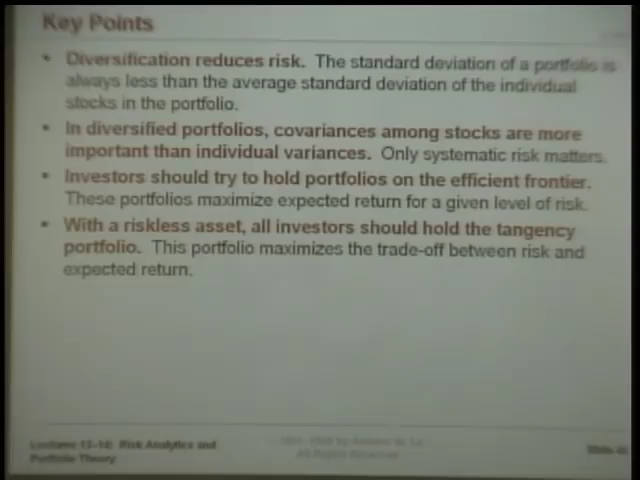 Key Points
• Diversification reduces risk. The standard deviation of a portfolio is
always less than the average standard deviation of the individual
stocks in the portfolio.
• In diversified portfolios, covariances among stocks are more
important than individual variances. Only systematic risk matters.
• Investors should try to hold portfolios on the efficient frontier.
These portfolios maximize expected return for a given level of risk.
• With a riskless asset, all investors should hold the tangency
portfolio. This portfolio maximizes the trade-off between risk and
expected return.
Risk Analytics and
Portfolio Theory
All Rights Reserved
Slide